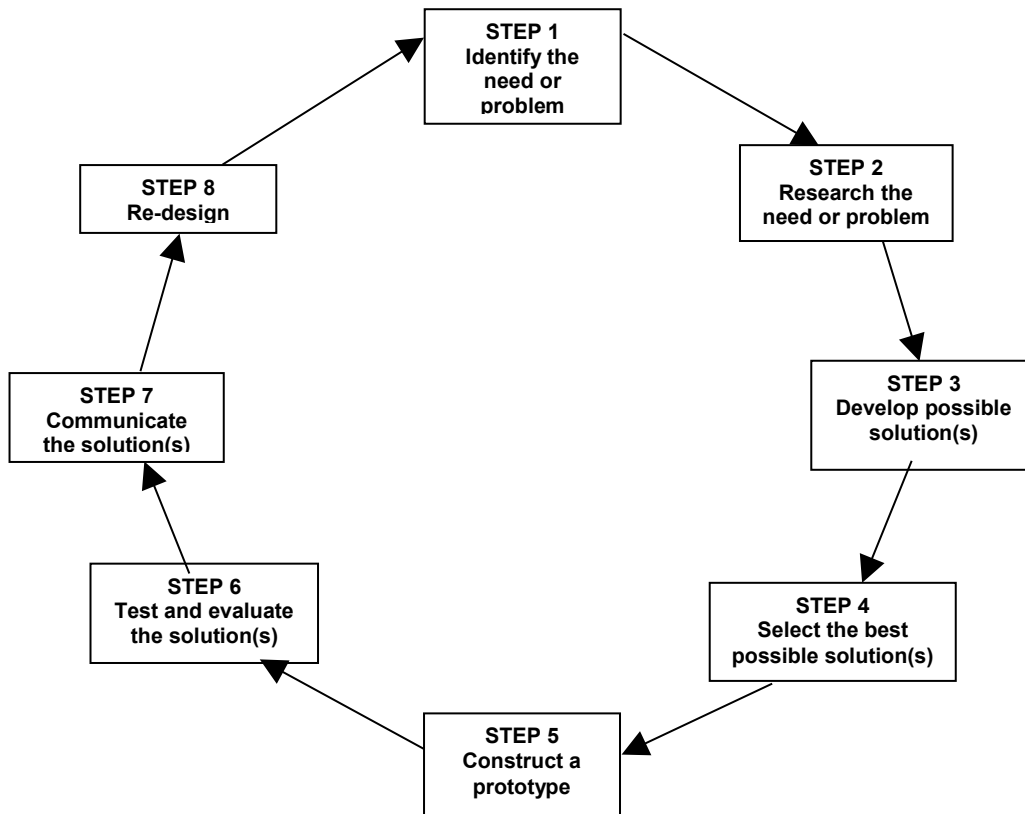 STEP 1
Identify the
need or
problem
STEP 2
Research the
need or problem
STEP 3
Develop possible
solution(s)
STEP 4
Select the best
possible solution(s)
STEP 5
Construct a
prototype
STEP 6
Test and evaluate
the solution(s)
STEP 7
Communicate
the solution(s)
STEP 8
Re-design